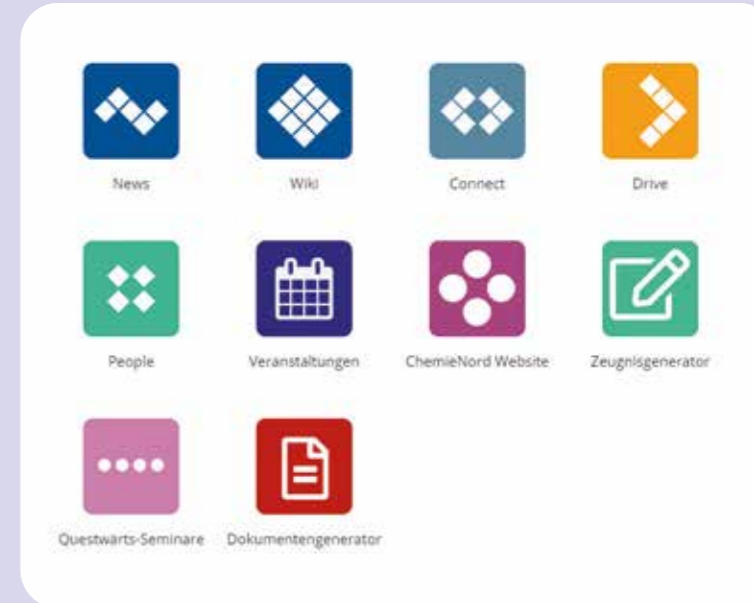 News
Wiki
Connect
Drive
People
Veranstaltungen
ChemieNord Website
Zeugnisgenerator
Questwärts-Seminare
Dokumentengenerator